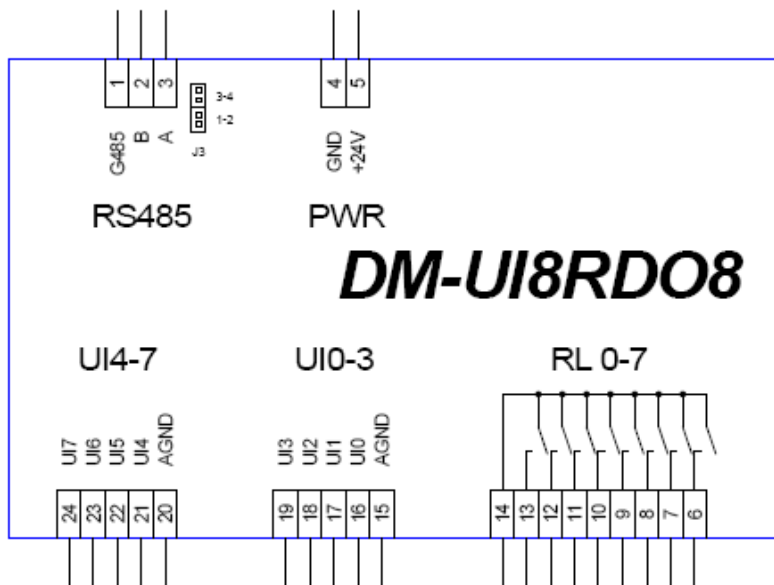 1 2 3 4 5
3-4
1-2
J3
G485 B A GND +24V
RS485 PWR
DM-UI8RDO8
UI4-7 UI0-3 RL 0-7
UI7 UI6 UI5 UI4 AGND UI3 UI2 UI1 UI0 AGND
24 23 22 21 20 19 18 17 16 15 14 13 12 11 10 9 8 7 6